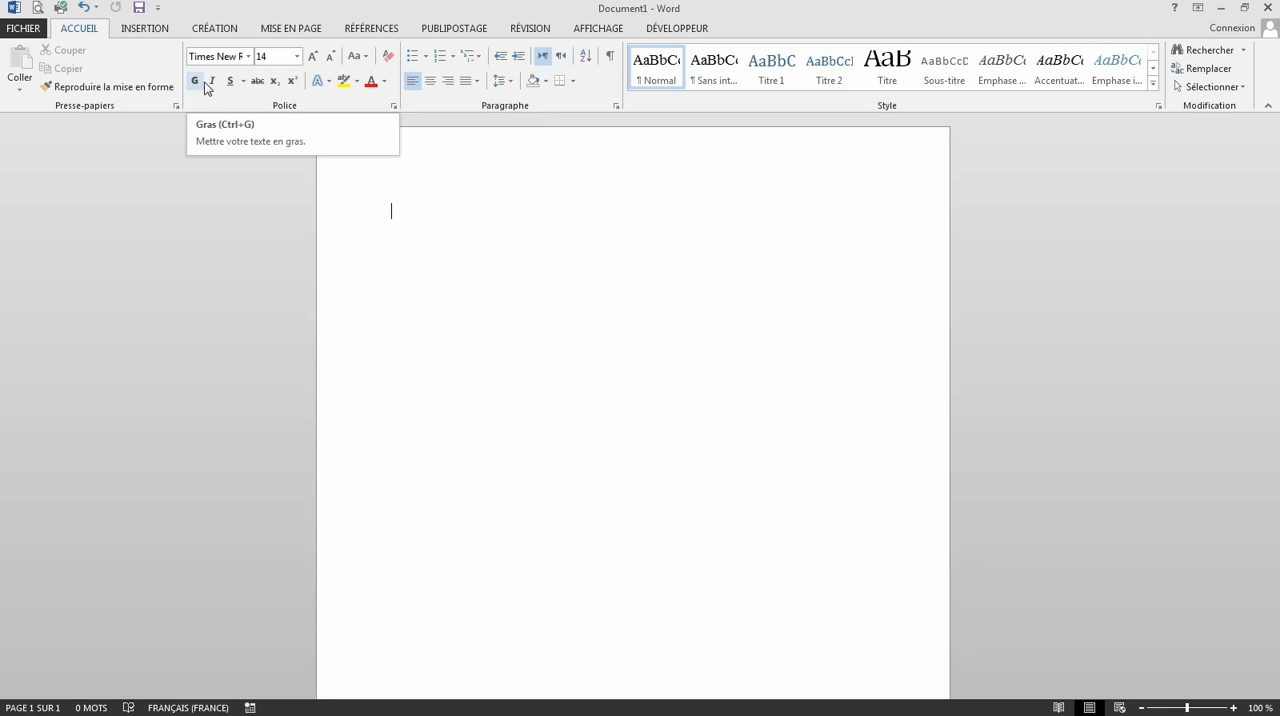 Document1 - Word
FICHIER ACCUEIL INSERTION CRÉATION MISE EN PAGE RÉFÉRENCES PUBLIPOSTAGE RÉVISION AFFICHAGE DÉVELOPPEUR Connexion
Coller
Couper
Copier
Reproduire la mise en forme
Presse-papiers
Times New F 14 Aa
G I S abc x₂ x² A ab A
Police
Paragraphe
AaBbCc AaBbCc AaBbC AaBbCcI AaB AaBbCcD AaBbCc AaBbCc AaBbCc
¶ Normal ¶ Sans int... Titre 1 Titre 2 Titre Sous-titre Emphase ... Accentuat... Emphase i...
Style
Rechercher
Remplacer
Sélectionner
Modification
Gras (Ctrl+G)
Mettre votre texte en gras.
PAGE 1 SUR 1 0 MOTS FRANÇAIS (FRANCE) 100 %